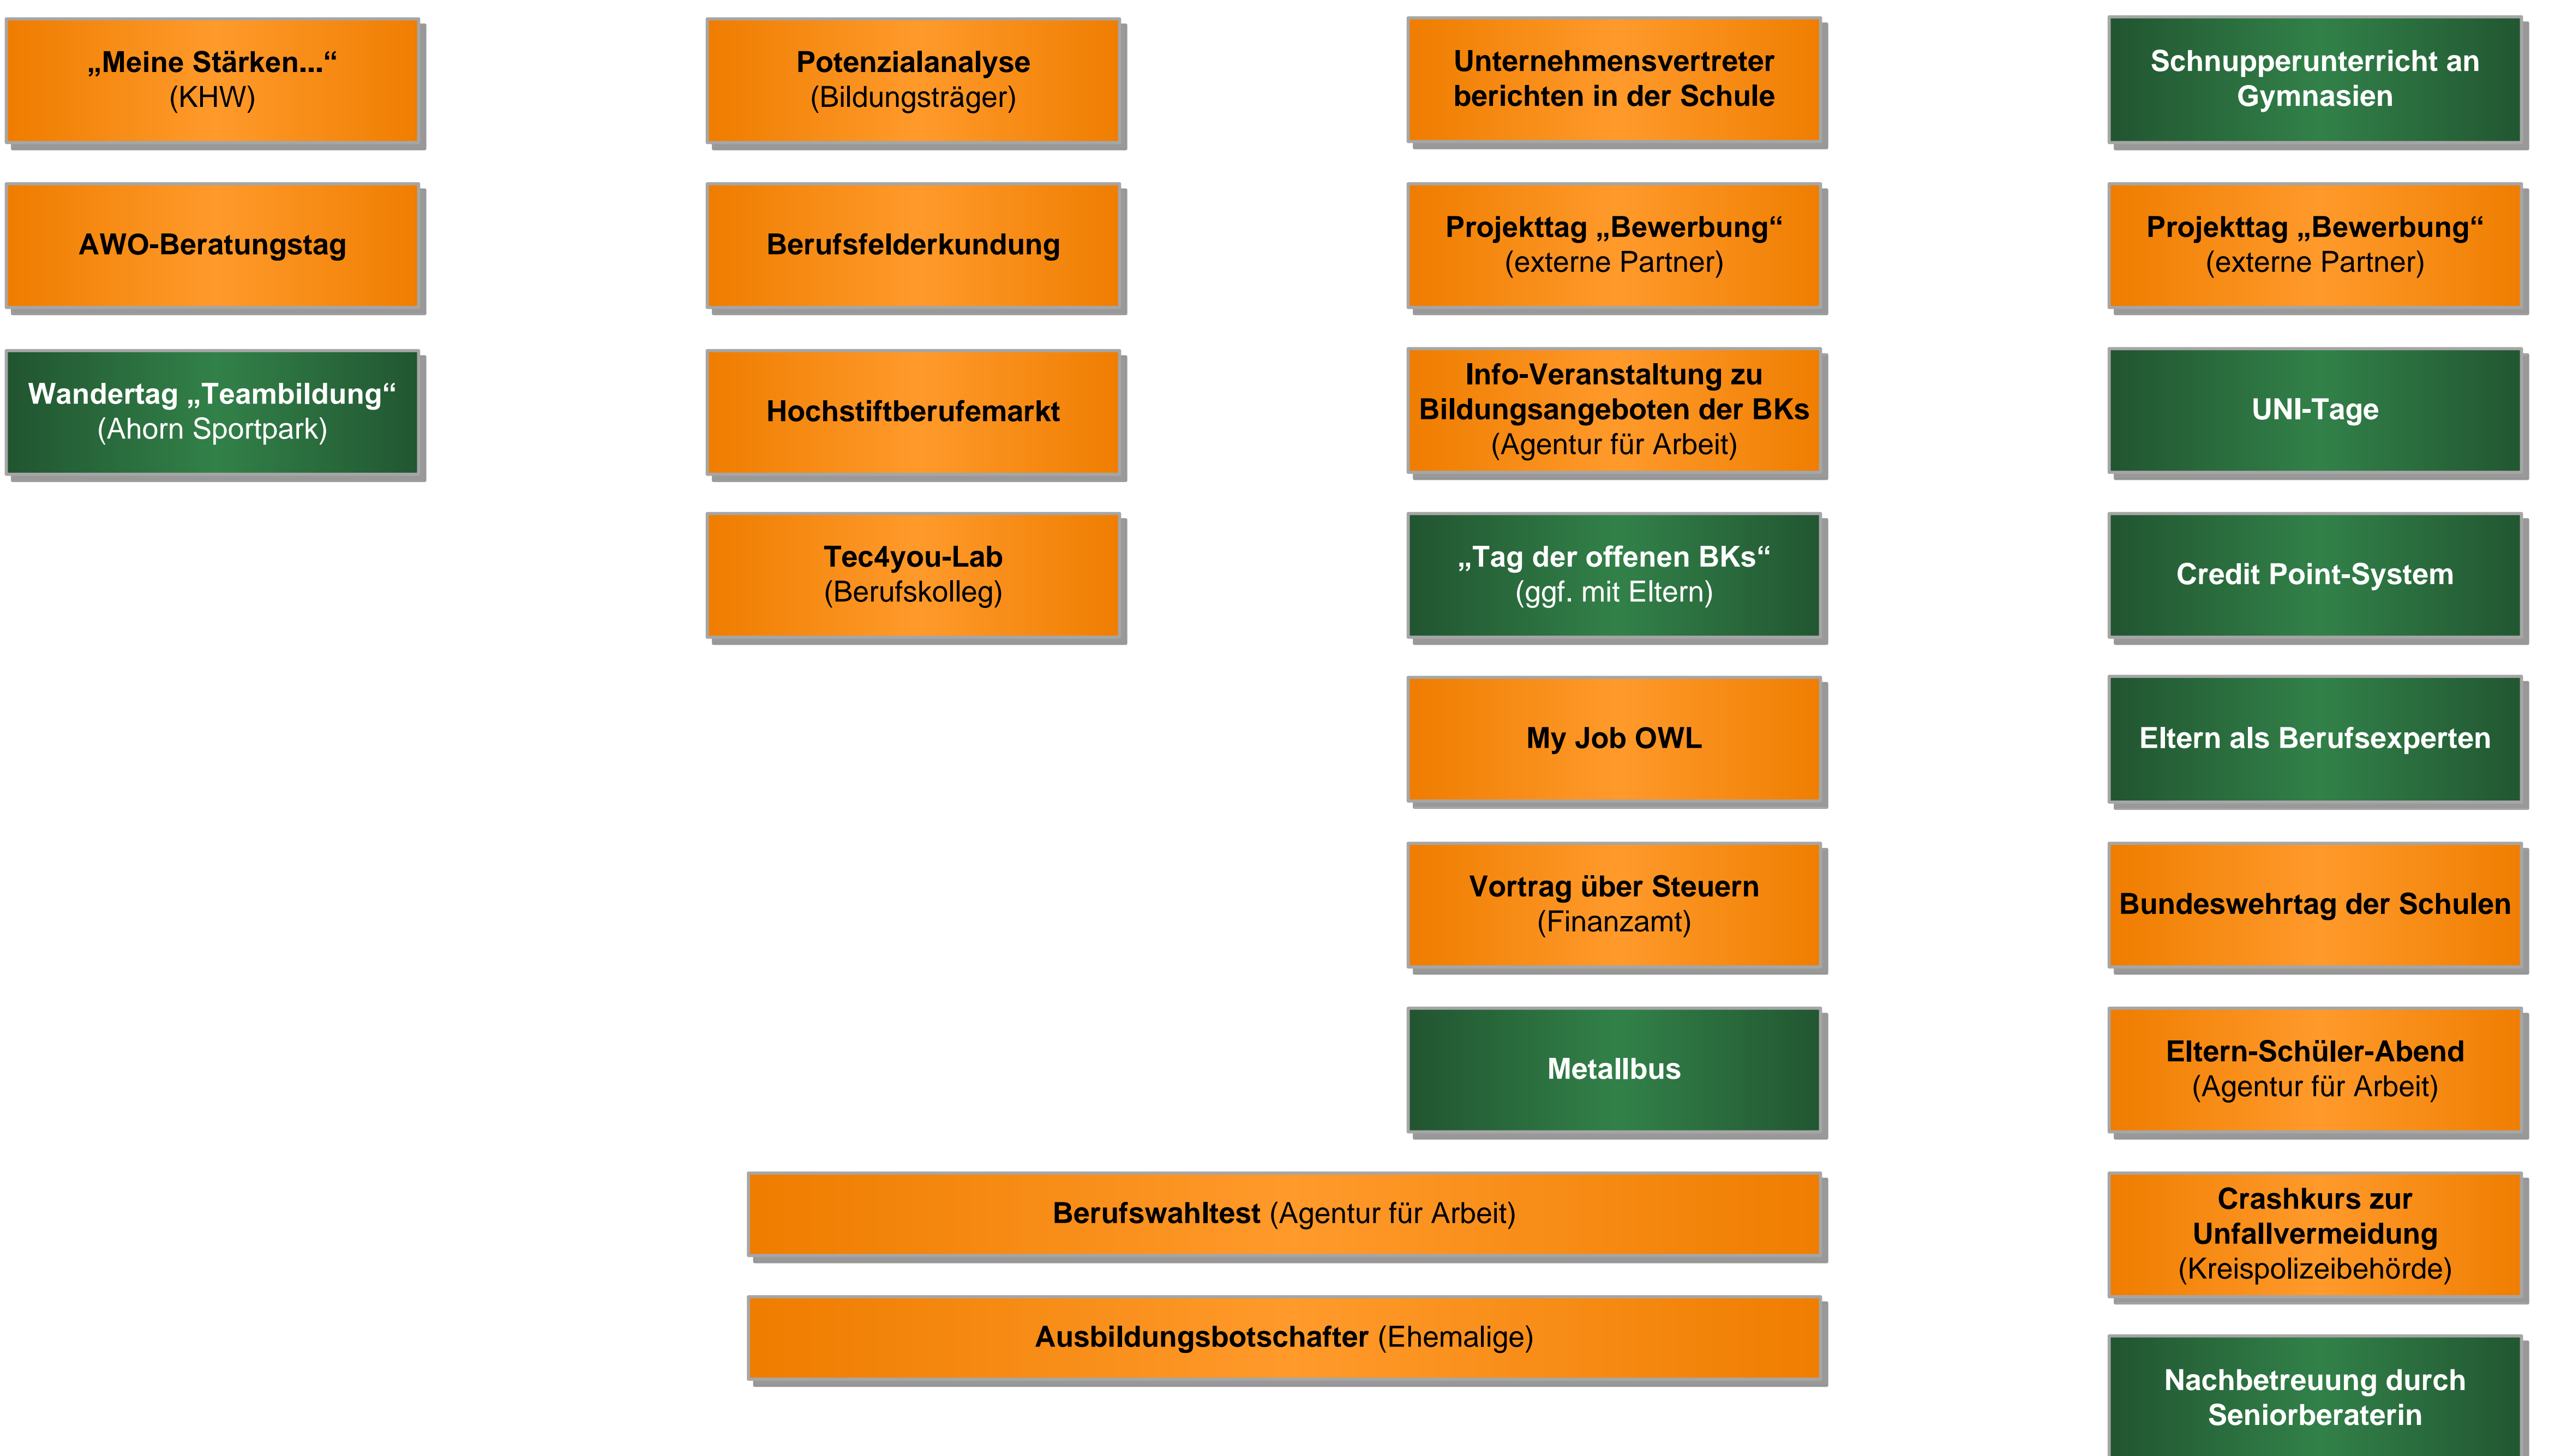 „Meine Stärken...“
(KHW)
AWO-Beratungstag
Wandertag „Teambildung“
(Ahorn Sportpark)
Potenzialanalyse
(Bildungsträger)
Berufsfelderkundung
Hochstiftberufemarkt
Tec4you-Lab
(Berufskolleg)
Unternehmensvertreter
berichten in der Schule
Projekttag „Bewerbung“
(externe Partner)
Info-Veranstaltung zu
Bildungsangeboten der BKs
(Agentur für Arbeit)
„Tag der offenen BKs“
(ggf. mit Eltern)
My Job OWL
Vortrag über Steuern
(Finanzamt)
Metallbus
Berufswahltest (Agentur für Arbeit)
Ausbildungsbotschafter (Ehemalige)
Schnupperunterricht an
Gymnasien
Projekttag „Bewerbung“
(externe Partner)
UNI-Tage
Credit Point-System
Eltern als Berufsexperten
Bundeswehrtag der Schulen
Eltern-Schüler-Abend
(Agentur für Arbeit)
Crashkurs zur
Unfallvermeidung
(Kreispolizeibehörde)
Nachbetreuung durch
Seniorberaterin